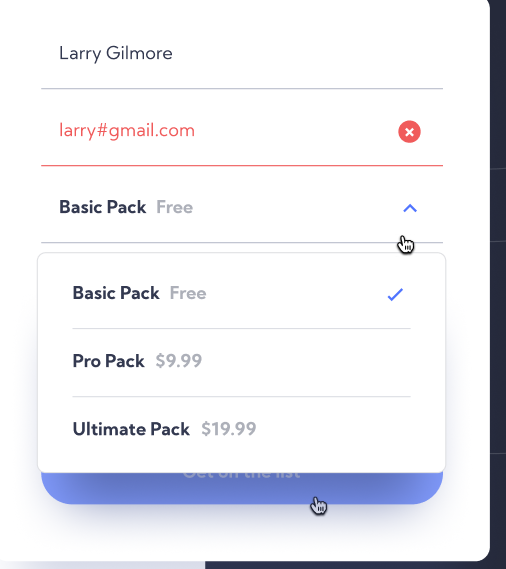 Larry Gilmore
larry#gmail.com
Basic Pack Free
Basic Pack Free
Pro Pack $9.99
Ultimate Pack $19.99
Get on the list